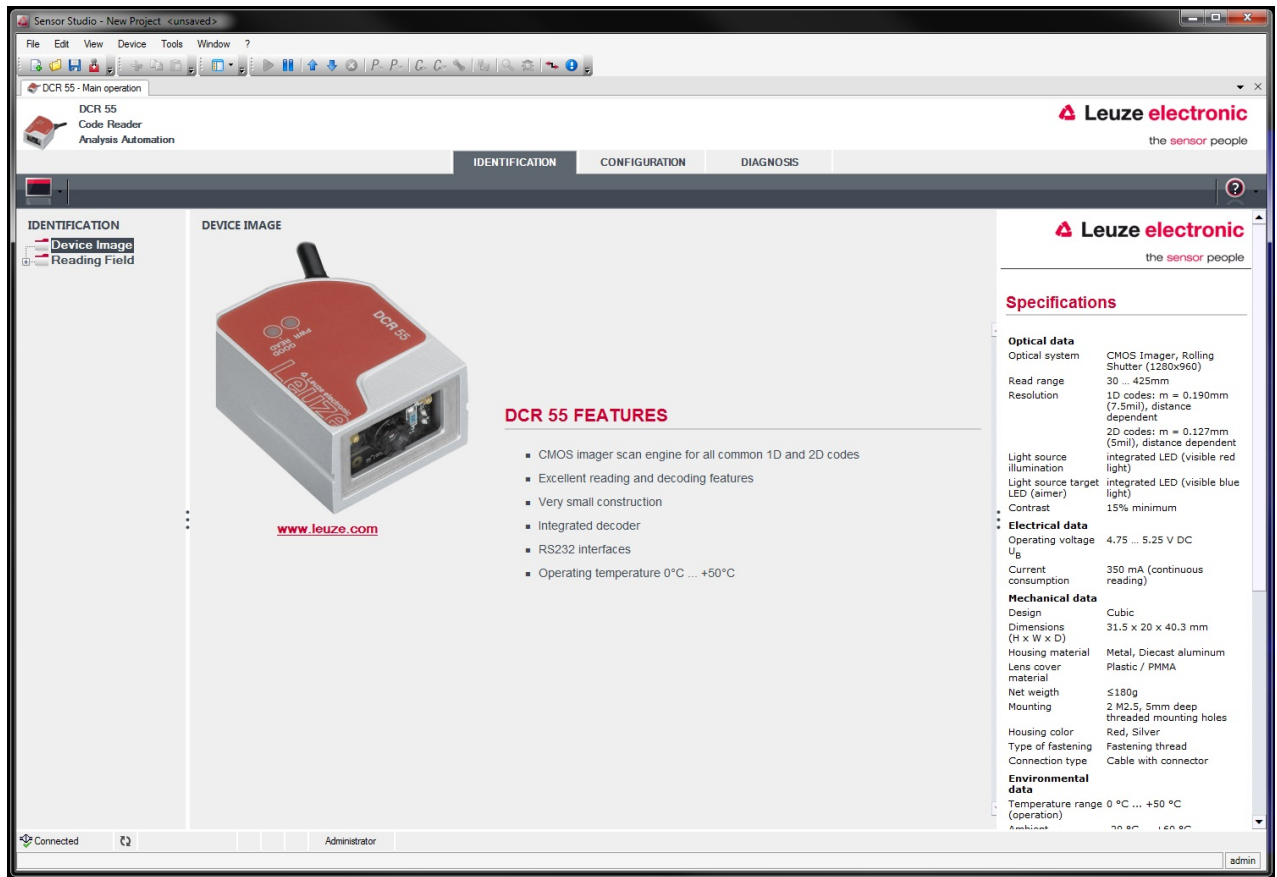 Sensor Studio - New Project <unsaved>
File Edit View Device Tools Window ?
DCR 55 - Main operation
DCR 55
Code Reader
Analysis Automation
Leuze electronic
the sensor people
IDENTIFICATION CONFIGURATION DIAGNOSIS
IDENTIFICATION
Device Image
Reading Field
DEVICE IMAGE
DCR 55
PWR
GOOD READ
Leuze electronic
Leuze
www.leuze.com
DCR 55 FEATURES
CMOS imager scan engine for all common 1D and 2D codes
Excellent reading and decoding features
Very small construction
Integrated decoder
RS232 interfaces
Operating temperature 0°C ... +50°C
Leuze electronic
the sensor people
Specifications
Optical data
Optical system CMOS Imager, Rolling
Shutter (1280x960)
Read range 30 ... 425mm
Resolution 1D codes: m = 0.190mm
(7.5mil), distance
dependent
2D codes: m = 0.127mm
(5mil), distance dependent
Light source integrated LED (visible red
illumination light)
Light source target integrated LED (visible blue
LED (aimer) light)
Contrast 15% minimum
Electrical data
Operating voltage 4.75 ... 5.25 V DC
UB
Current 350 mA (continuous
consumption reading)
Mechanical data
Design Cubic
Dimensions 31.5 x 20 x 40.3 mm
(H x W x D)
Housing material Metal, Diecast aluminum
Lens cover Plastic / PMMA
material
Net weigth ≤180g
Mounting 2 M2.5, 5mm deep
threaded mounting holes
Housing color Red, Silver
Type of fastening Fastening thread
Connection type Cable with connector
Environmental
data
Temperature range 0 °C ... +50 °C
(operation)
Connected Administrator
admin